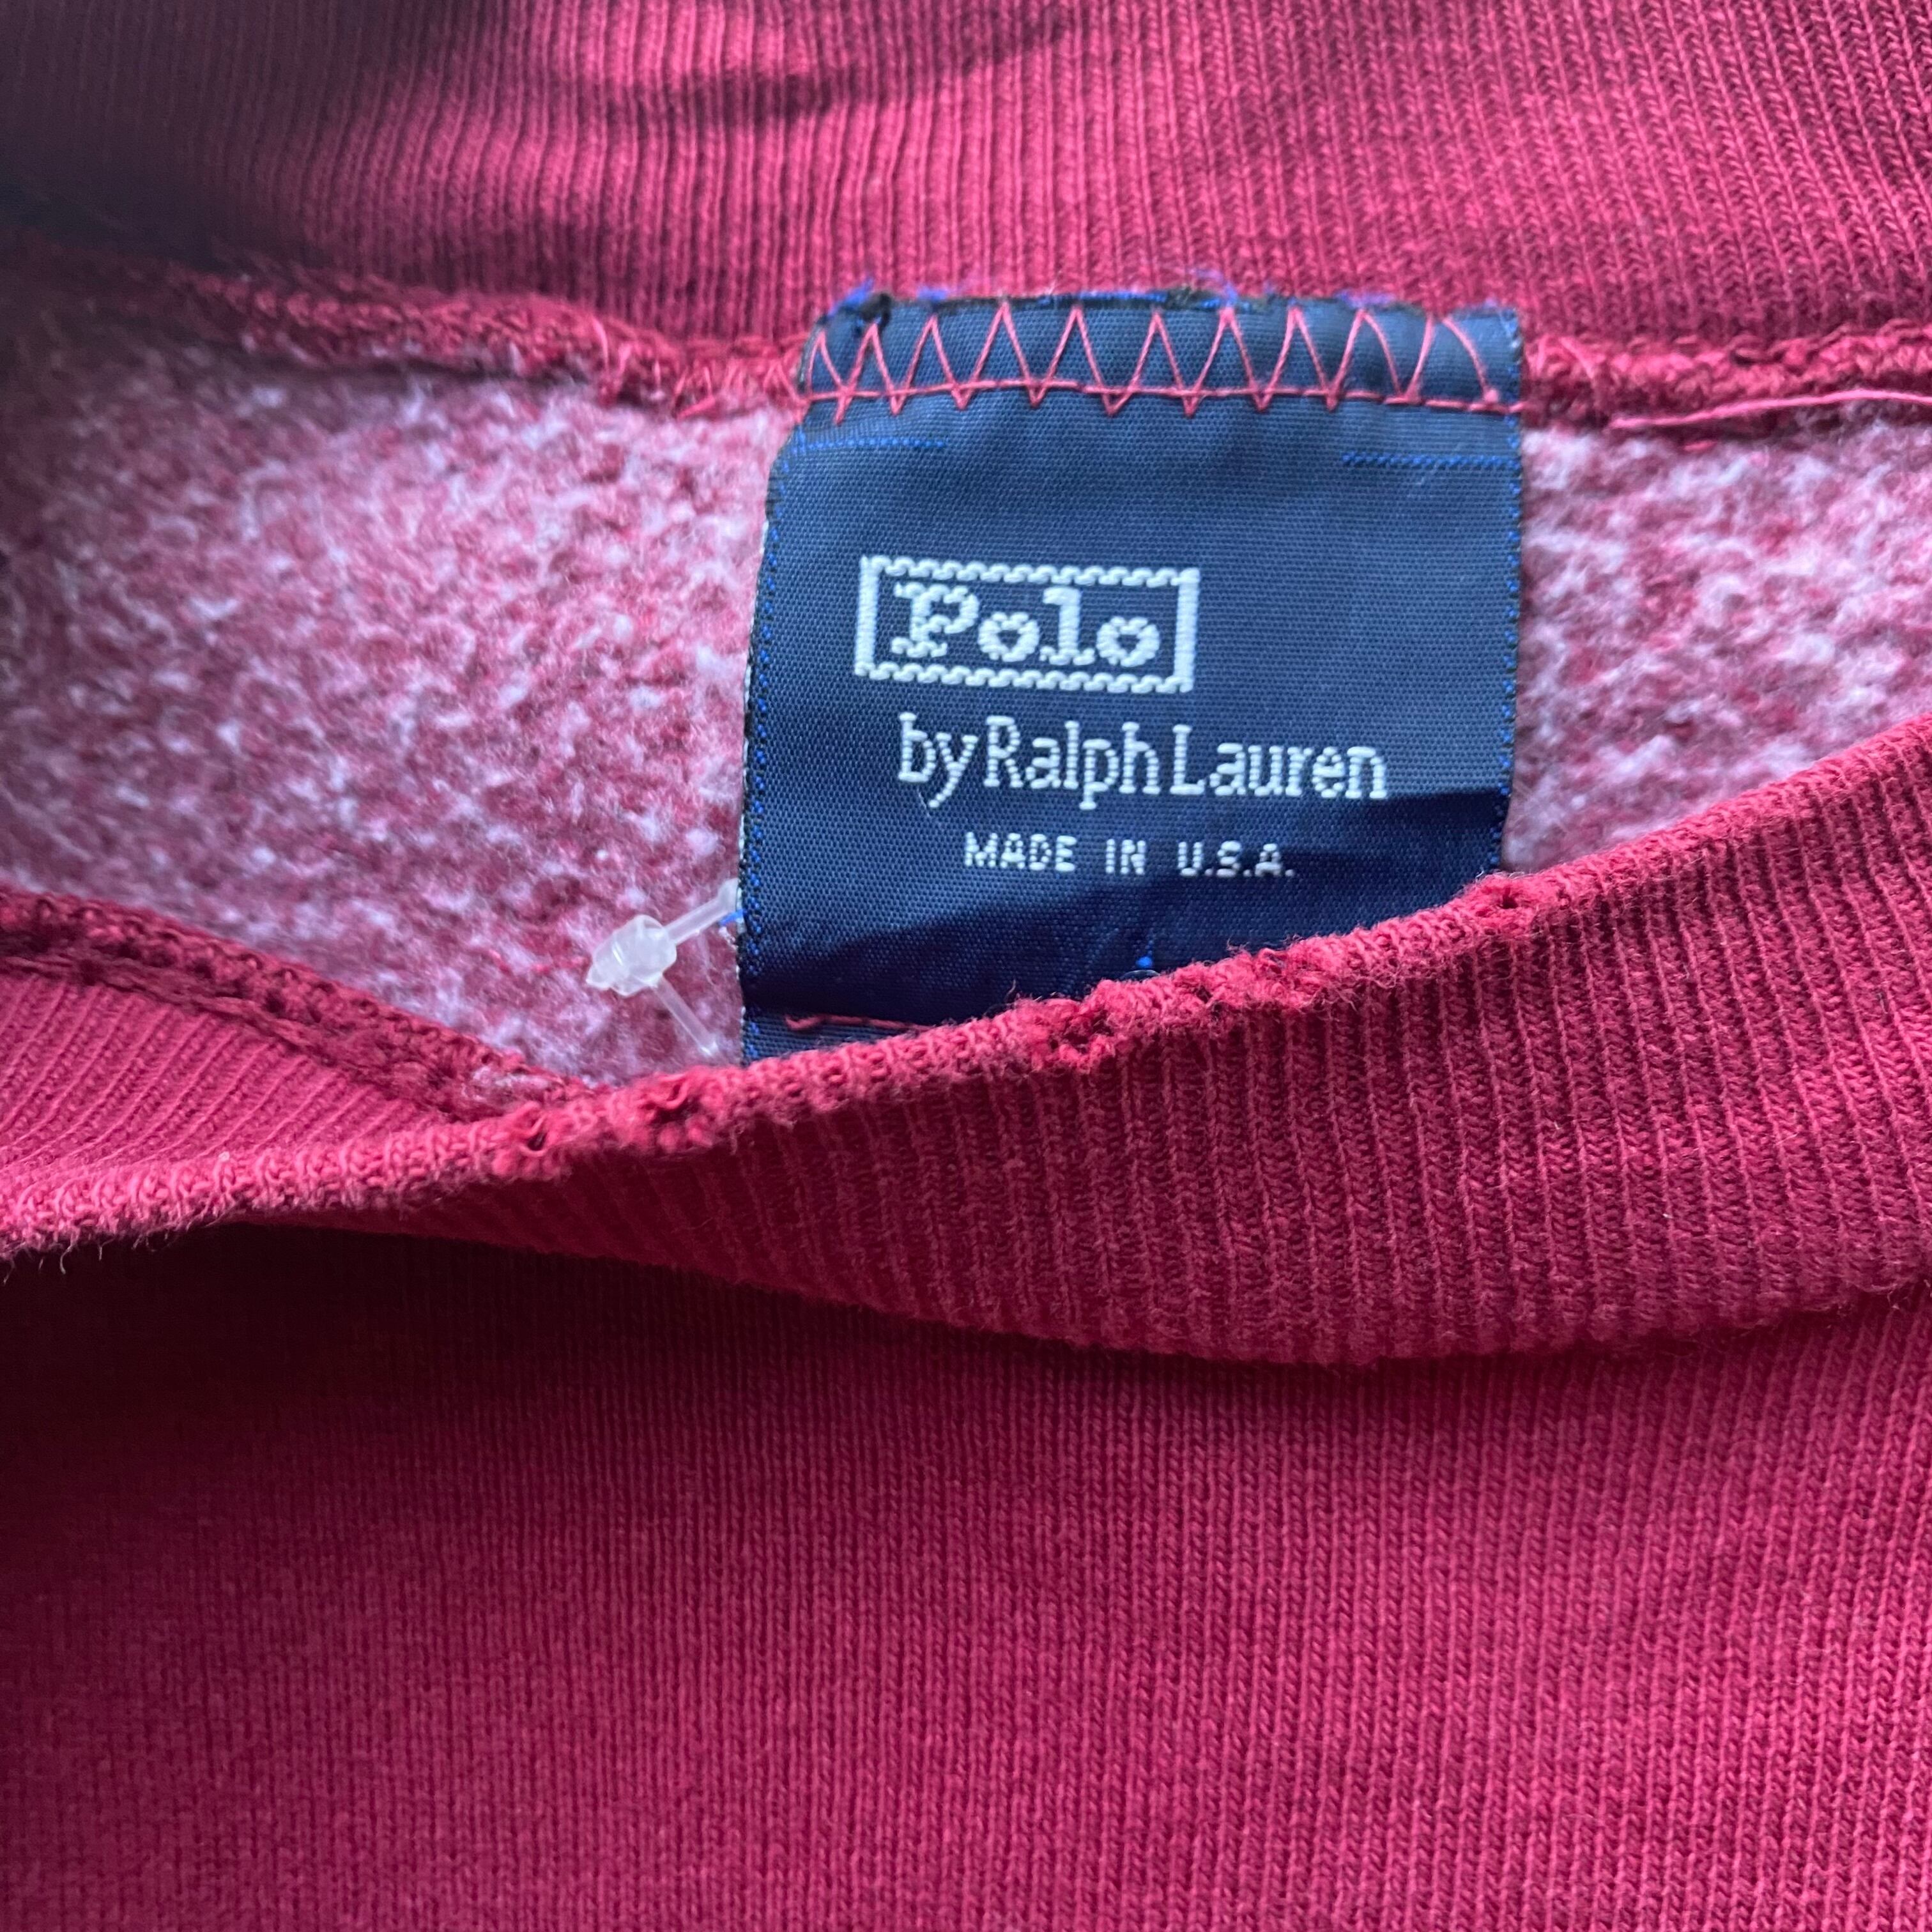 Polo
by Ralph Lauren
MADE IN U.S.A.